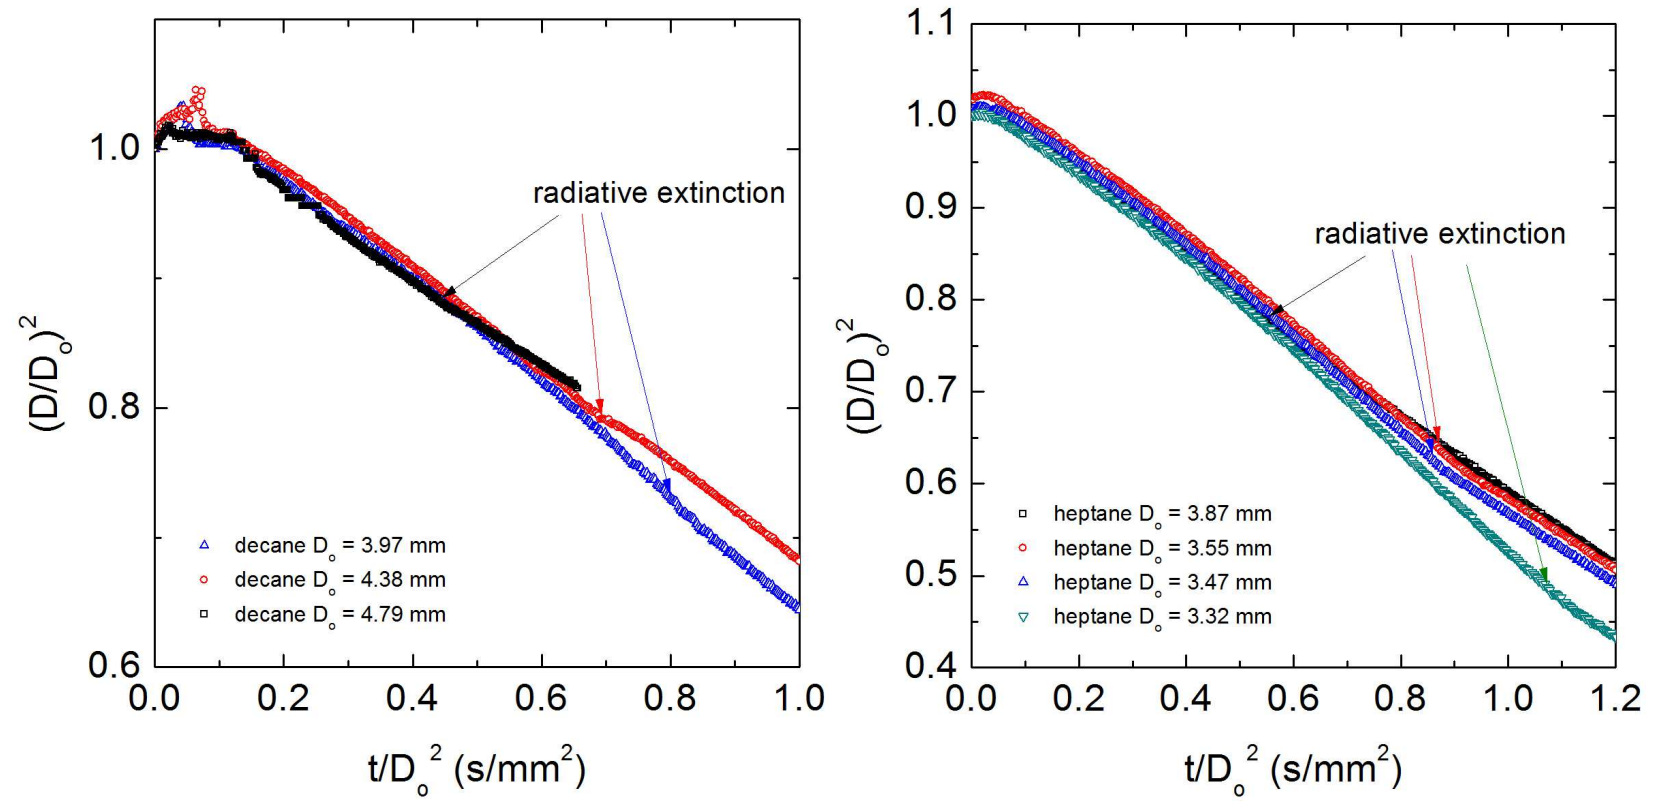 (D/Dₒ)²
1.0
0.8
0.6
radiative extinction
decane Dₒ = 3.97 mm
decane Dₒ = 4.38 mm
decane Dₒ = 4.79 mm
0.0 0.2 0.4 0.6 0.8 1.0
t/Dₒ² (s/mm²)
(D/Dₒ)²
1.1
1.0
0.9
0.8
0.7
0.6
0.5
0.4
radiative extinction
heptane Dₒ = 3.87 mm
heptane Dₒ = 3.55 mm
heptane Dₒ = 3.47 mm
heptane Dₒ = 3.32 mm
0.0 0.2 0.4 0.6 0.8 1.0 1.2
t/Dₒ² (s/mm²)